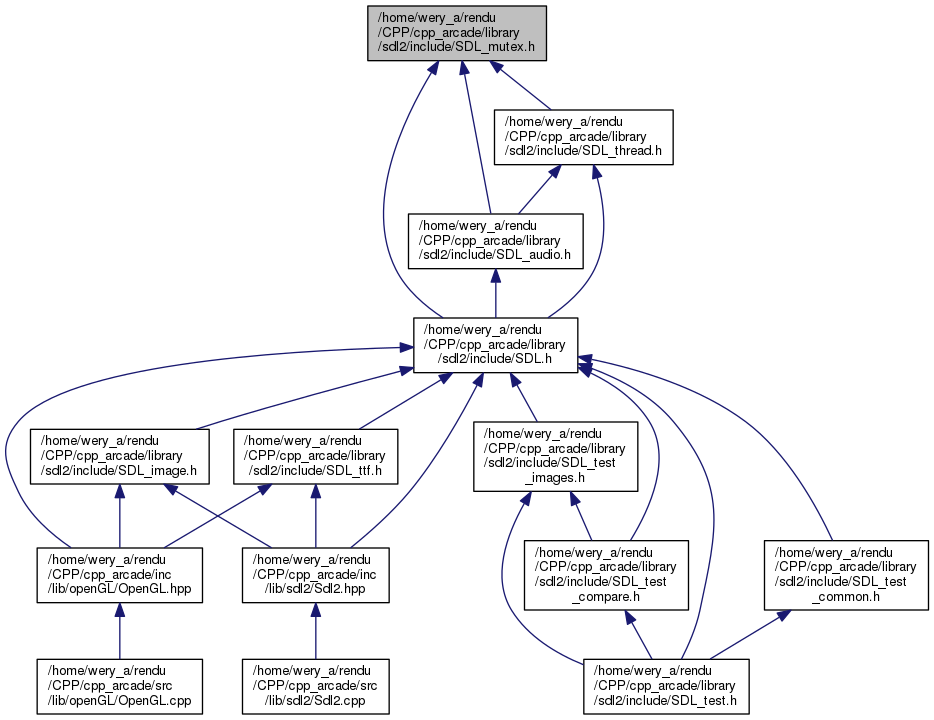 /home/wery_a/rendu
/CPP/cpp_arcade/library
/sdl2/include/SDL_mutex.h
/home/wery_a/rendu
/CPP/cpp_arcade/library
/sdl2/include/SDL_thread.h
/home/wery_a/rendu
/CPP/cpp_arcade/library
/sdl2/include/SDL_audio.h
/home/wery_a/rendu
/CPP/cpp_arcade/library
/sdl2/include/SDL.h
/home/wery_a/rendu
/CPP/cpp_arcade/library
/sdl2/include/SDL_image.h
/home/wery_a/rendu
/CPP/cpp_arcade/library
/sdl2/include/SDL_ttf.h
/home/wery_a/rendu
/CPP/cpp_arcade/library
/sdl2/include/SDL_test
_images.h
/home/wery_a/rendu
/CPP/cpp_arcade/inc
/lib/openGL/OpenGL.hpp
/home/wery_a/rendu
/CPP/cpp_arcade/inc
/lib/sdl2/Sdl2.hpp
/home/wery_a/rendu
/CPP/cpp_arcade/library
/sdl2/include/SDL_test
_compare.h
/home/wery_a/rendu
/CPP/cpp_arcade/library
/sdl2/include/SDL_test
_common.h
/home/wery_a/rendu
/CPP/cpp_arcade/src
/lib/openGL/OpenGL.cpp
/home/wery_a/rendu
/CPP/cpp_arcade/src
/lib/sdl2/Sdl2.cpp
/home/wery_a/rendu
/CPP/cpp_arcade/library
/sdl2/include/SDL_test.h